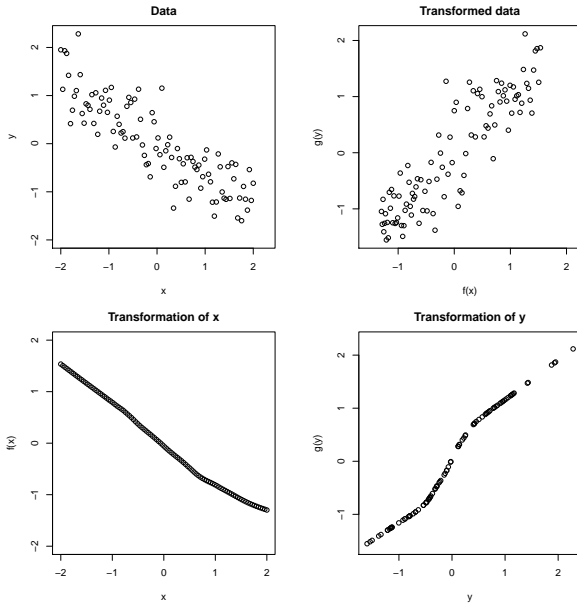 Data
2
1
0
−1
−2
y
−2 −1 0 1 2
x
Transformed data
2
1
0
−1
g(y)
−1 0 1
f(x)
Transformation of x
2
1
0
−1
−2
f(x)
−2 −1 0 1 2
x
Transformation of y
2
1
0
−1
g(y)
−1 0 1 2
y